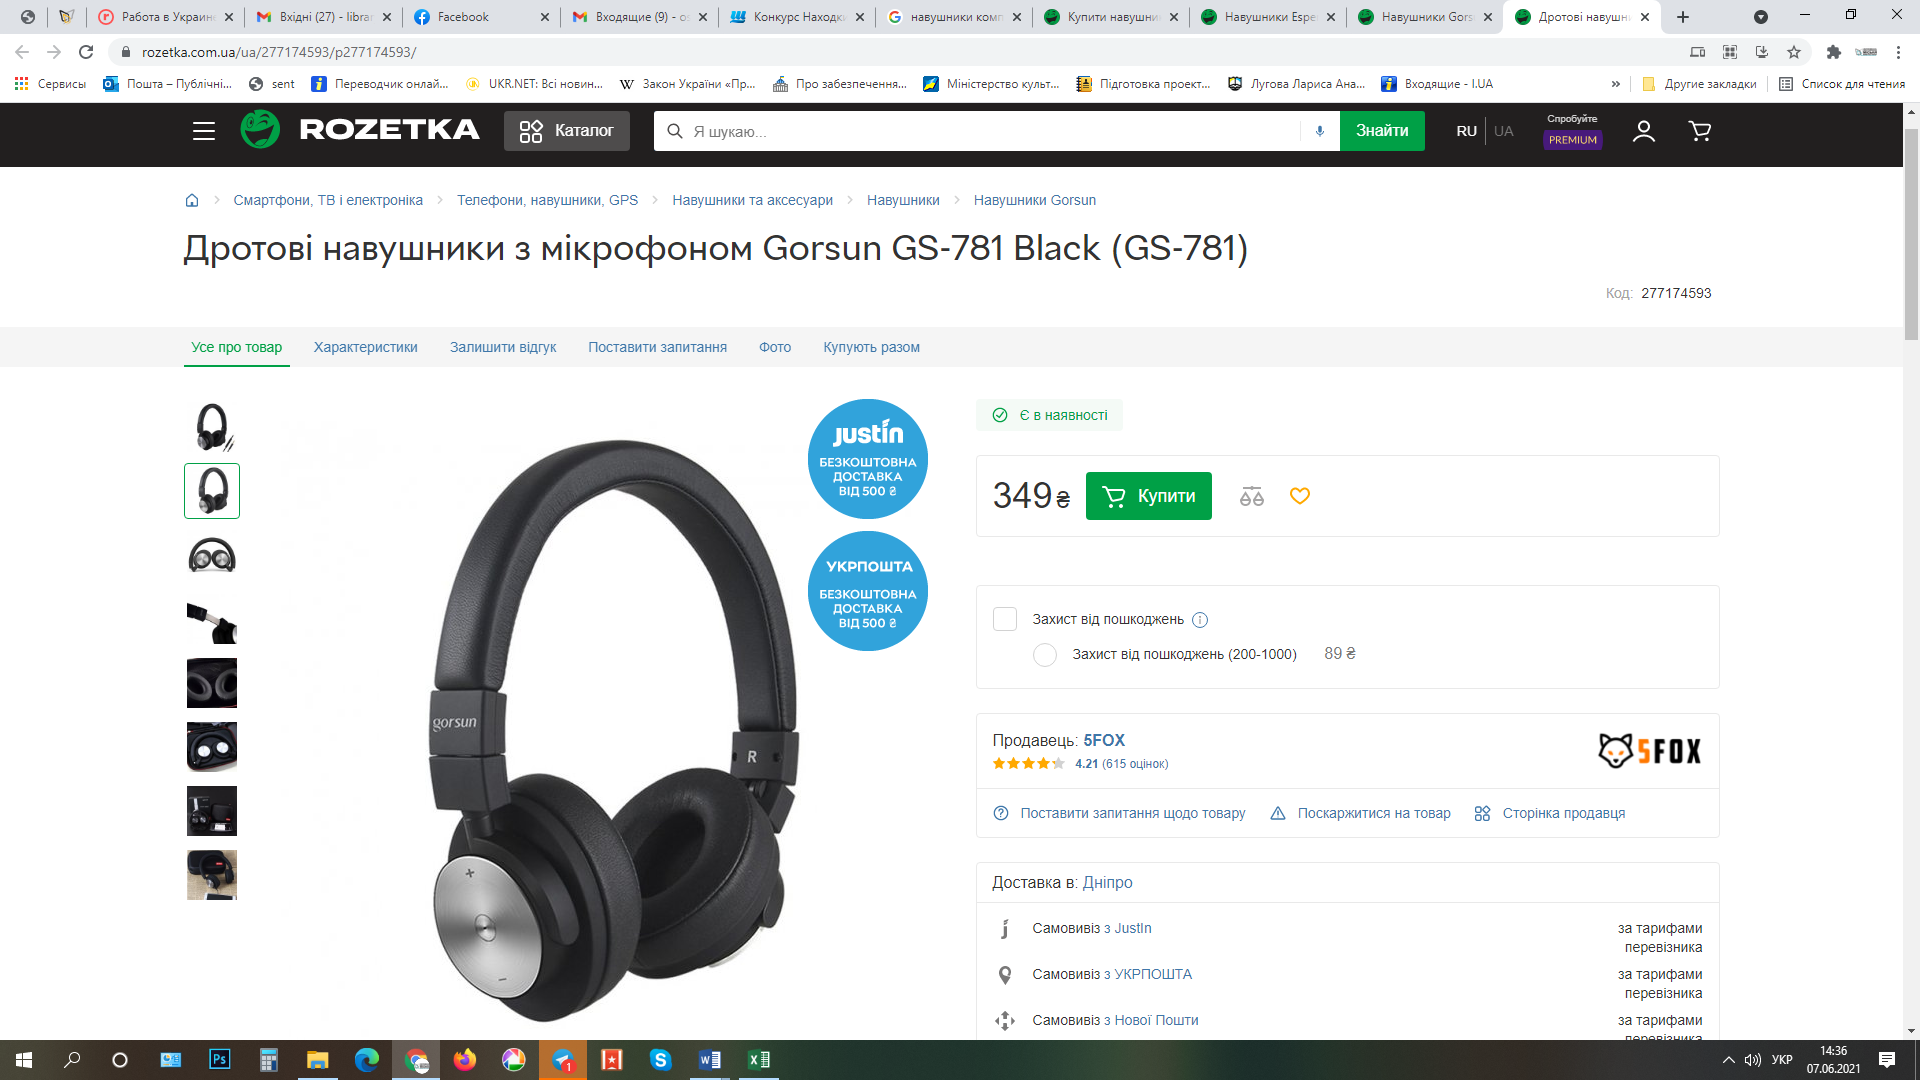 Работа в Украине
Вхідні (27) - librar
Facebook
Входящие (9) - os
Конкурс Находки
навушники комп
Купити навушни
Навушники Espe
Навушники Gors
Дротові навушни
rozetka.com.ua/ua/277174593/p277174593/
Сервисы
Пошта – Публічні...
sent
Переводчик онлай...
UKR.NET: Всі новин...
Закон України «Пр...
Про забезпечення...
Міністерство культ...
Підготовка проект...
Лугова Лариса Ана...
Входящие - I.UA
»
Другие закладки
Список для чтения
ROZETKA
Каталог
Я шукаю...
Знайти
RU
UA
Спробуйте
PREMIUM
Смартфони, ТВ і електроніка
Телефони, навушники, GPS
Навушники та аксесуари
Навушники
Навушники Gorsun
Дротові навушники з мікрофоном Gorsun GS-781 Black (GS-781)
Код: 277174593
Усе про товар
Характеристики
Залишити відгук
Поставити запитання
Фото
Купують разом
justin
БЕЗКОШТОВНА
ДОСТАВКА
ВІД 500 ₴
УКРПОШТА
БЕЗКОШТОВНА
ДОСТАВКА
ВІД 500 ₴
gorsun
R
Є в наявності
349 ₴
Купити
Захист від пошкоджень
Захист від пошкоджень (200-1000) 89 ₴
Продавець: 5FOX
5FOX
4.21 (615 оцінок)
Поставити запитання щодо товару
Поскаржитися на товар
Сторінка продавця
Доставка в: Дніпро
Самовивіз з JustIn
за тарифами
перевізника
Самовивіз з УКРПОШТА
за тарифами
перевізника
Самовивіз з Нової Пошти
за тарифами
перевізника
Ps
1
УКР
14:36
07.06.2021